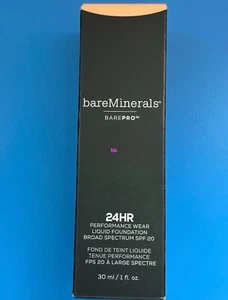 bareMinerals®
BAREPRO™
24HR
PERFORMANCE WEAR
LIQUID FOUNDATION
BROAD SPECTRUM SPF 20
FOND DE TEINT LIQUIDE
TENUE PERFORMANCE
FPS 20 À LARGE SPECTRE
30 ml / 1 fl. oz.